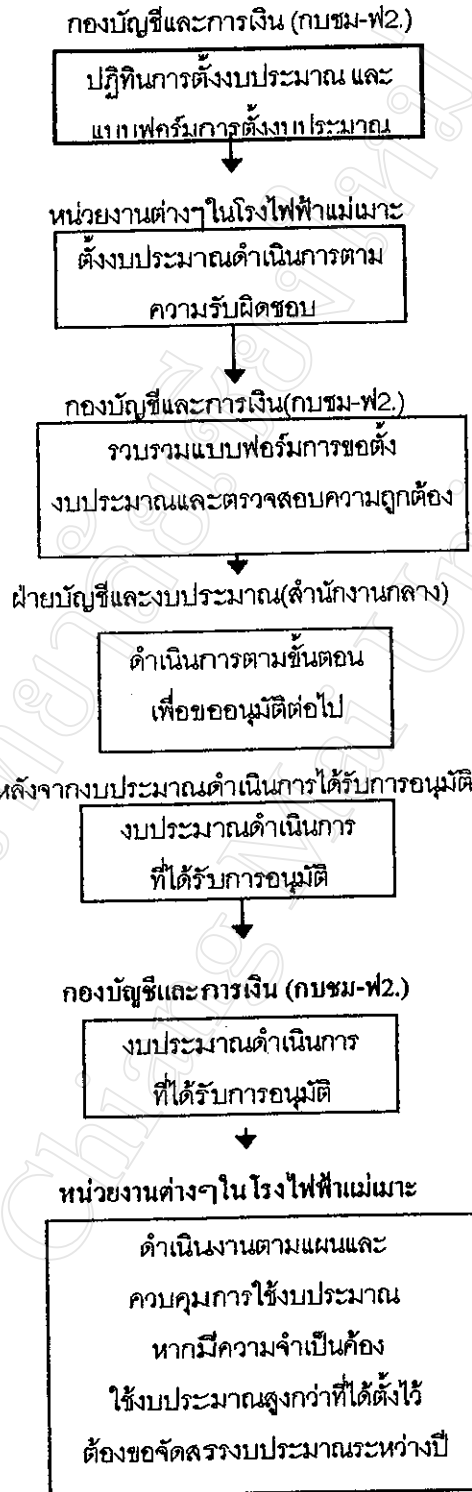 กองบัญชีและการเงิน (กบชม-ฟ2.)
ปฏิทินการตั้งงบประมาณ และ
แบบฟอร์มการตั้งงบประมาณ
หน่วยงานต่างๆในโรงไฟฟ้าแม่เมาะ
ตั้งงบประมาณดำเนินการตาม
ความรับผิดชอบ
กองบัญชีและการเงิน(กบชม-ฟ2.)
รวบรวมแบบฟอร์มการขอตั้ง
งบประมาณและตรวจสอบความถูกต้อง
ฝ่ายบัญชีและงบประมาณ(สำนักงานกลาง)
ดำเนินการตามขั้นตอน
เพื่อขออนุมัติต่อไป
หลังจากงบประมาณดำเนินการได้รับการอนุมัติ
งบประมาณดำเนินการ
ที่ได้รับการอนุมัติ
กองบัญชีและการเงิน (กบชม-ฟ2.)
งบประมาณดำเนินการ
ที่ได้รับการอนุมัติ
หน่วยงานต่างๆในโรงไฟฟ้าแม่เมาะ
ดำเนินงานตามแผนและ
ควบคุมการใช้งบประมาณ
หากมีความจำเป็นต้อง
ใช้งบประมาณสูงกว่าที่ได้ตั้งไว้
ต้องขอจัดสรรงบประมาณระหว่างปี
Chiang Mai